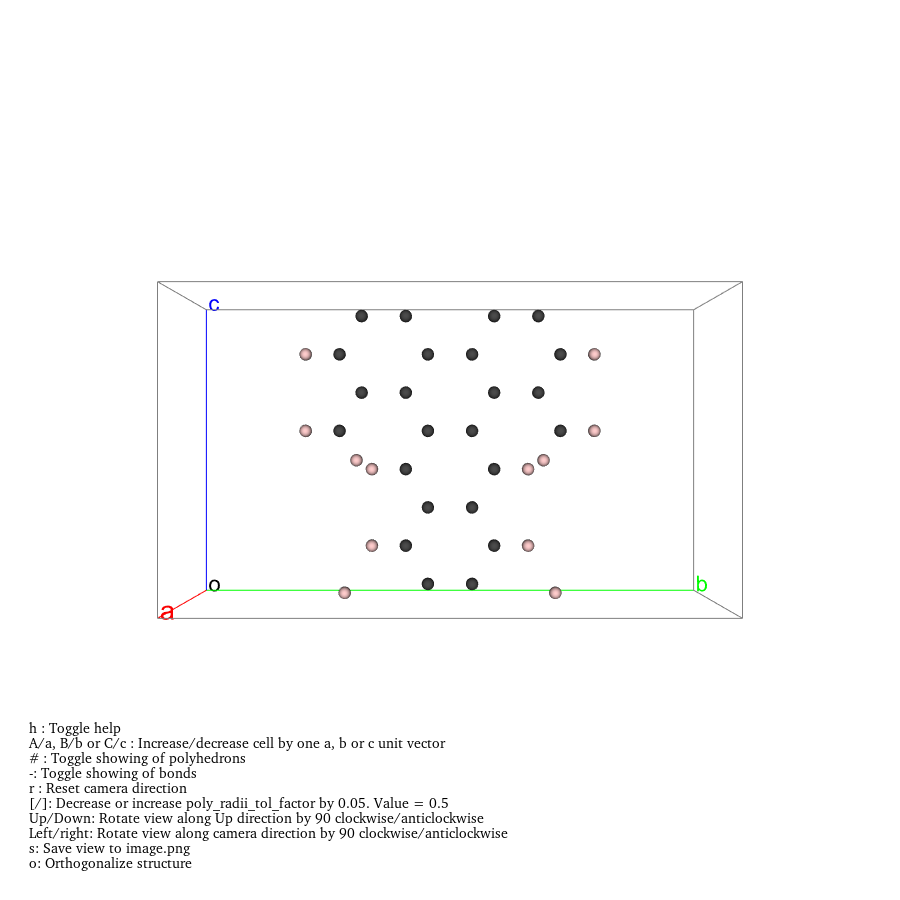 c
o
b
a
h : Toggle help
A/a, B/b or C/c : Increase/decrease cell by one a, b or c unit vector
# : Toggle showing of polyhedrons
-: Toggle showing of bonds
r : Reset camera direction
[/]: Decrease or increase poly_radii_tol_factor by 0.05. Value = 0.5
Up/Down: Rotate view along Up direction by 90 clockwise/anticlockwise
Left/right: Rotate view along camera direction by 90 clockwise/anticlockwise
s: Save view to image.png
o: Orthogonalize structure